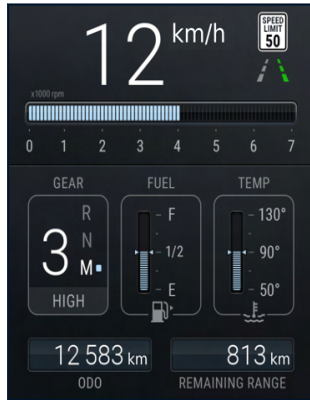 12 km/h
SPEED
LIMIT
50
x1000 rpm
0 1 2 3 4 5 6 7
GEAR FUEL TEMP
R F 130°
3 N 1/2 90°
M E 50°
HIGH
12 583 km 813 km
ODO REMAINING RANGE